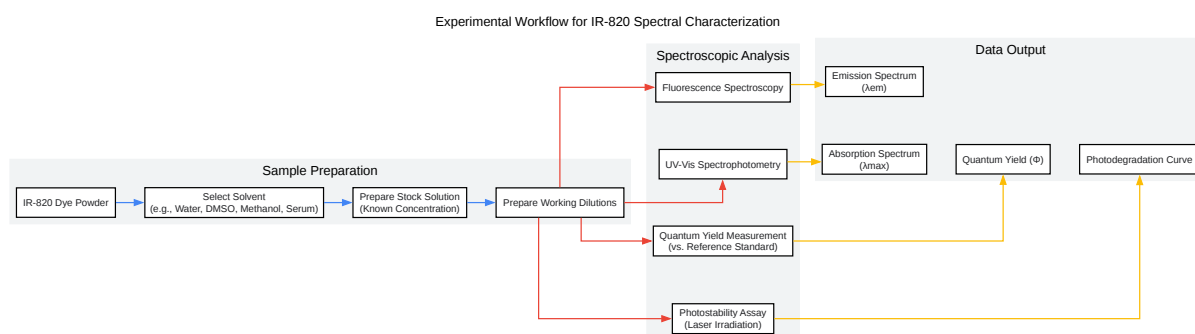 Experimental Workflow for IR-820 Spectral Characterization
Sample Preparation
IR-820 Dye Powder
Select Solvent
(e.g., Water, DMSO, Methanol, Serum)
Prepare Stock Solution
(Known Concentration)
Prepare Working Dilutions
Spectroscopic Analysis
Fluorescence Spectroscopy
UV-Vis Spectrophotometry
Quantum Yield Measurement
(vs. Reference Standard)
Photostability Assay
(Laser Irradiation)
Data Output
Emission Spectrum
(λem)
Absorption Spectrum
(λmax)
Quantum Yield (Φ)
Photodegradation Curve